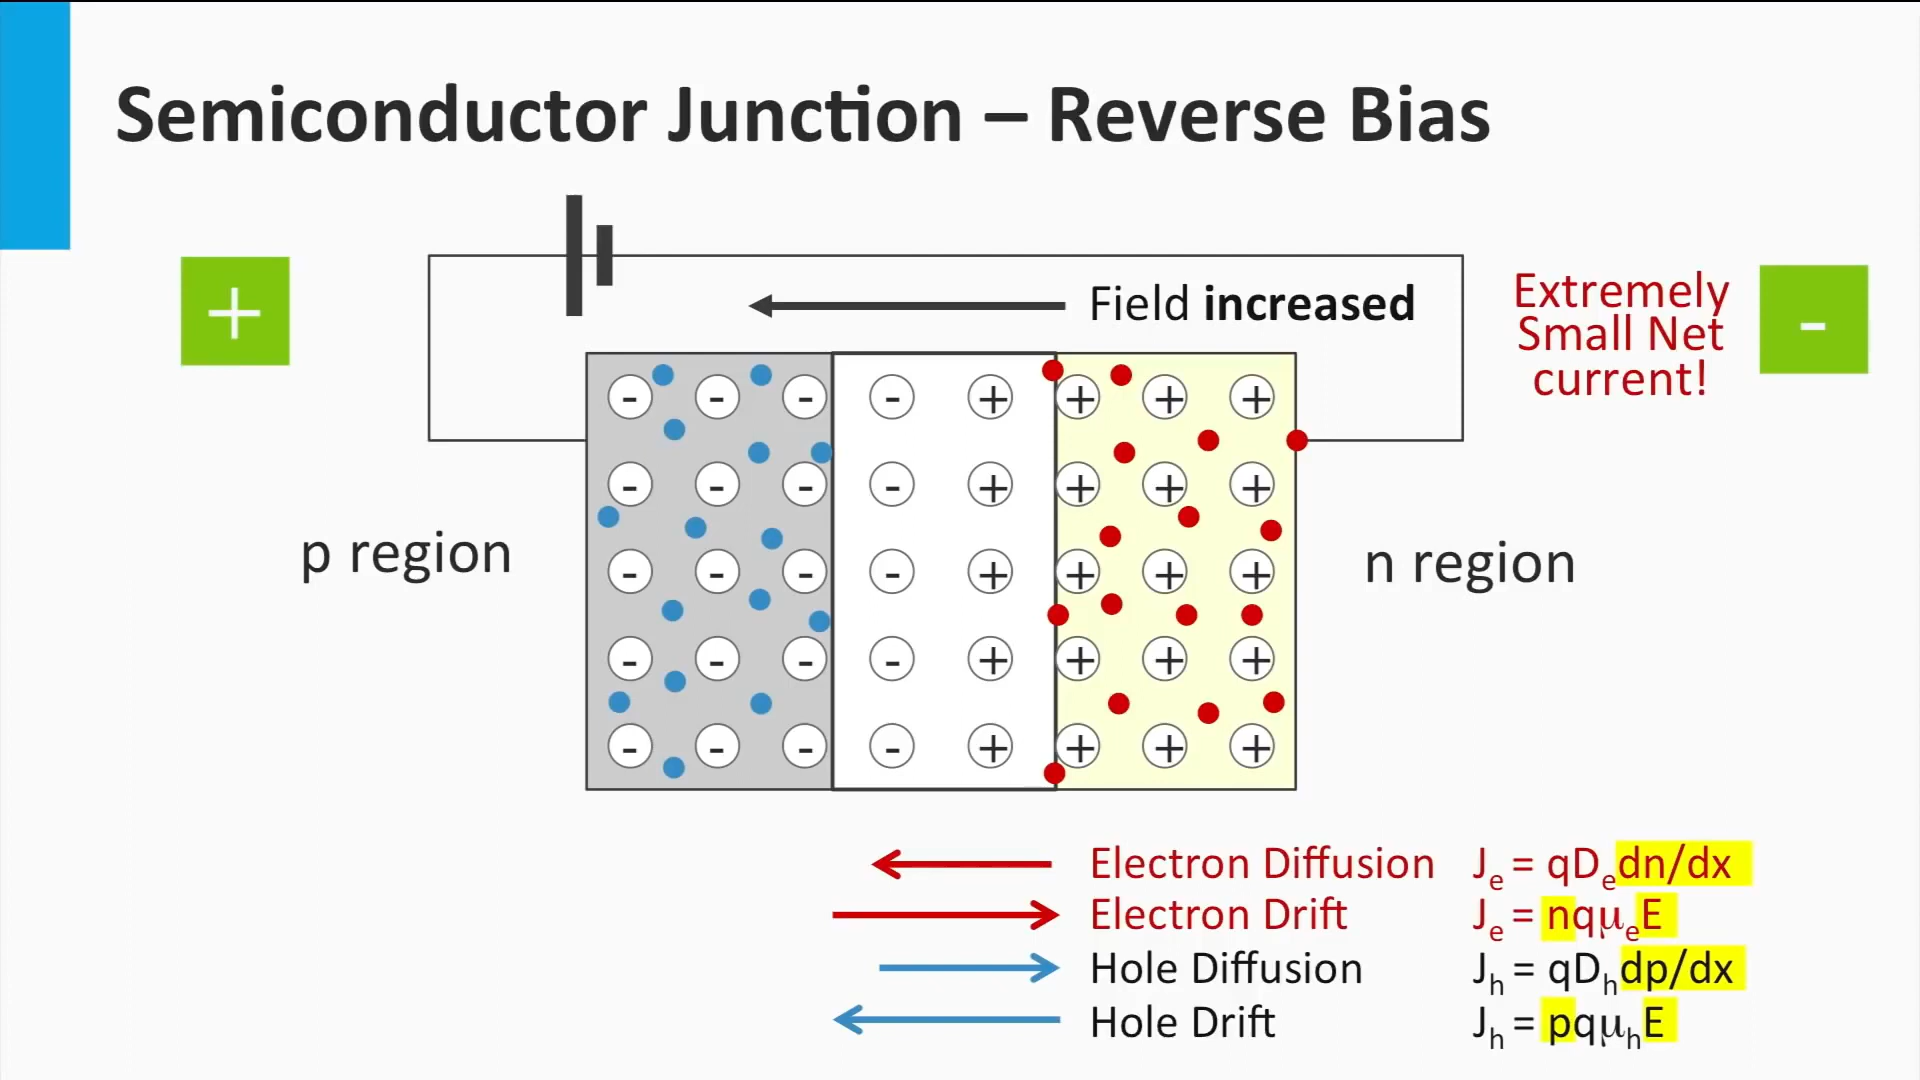 Semiconductor Junction – Reverse Bias
+
Field increased
Extremely
Small Net
current!
-
- - - - + + + +
- - - - + + + +
p region
- - - - + + + +
n region
- - - - + + + +
- - - - + + + +
Electron Diffusion Jₑ = qDₑdn/dx
Electron Drift Jₑ = nqμₑE
Hole Diffusion Jₕ = qDₕdp/dx
Hole Drift Jₕ = pqμₕE